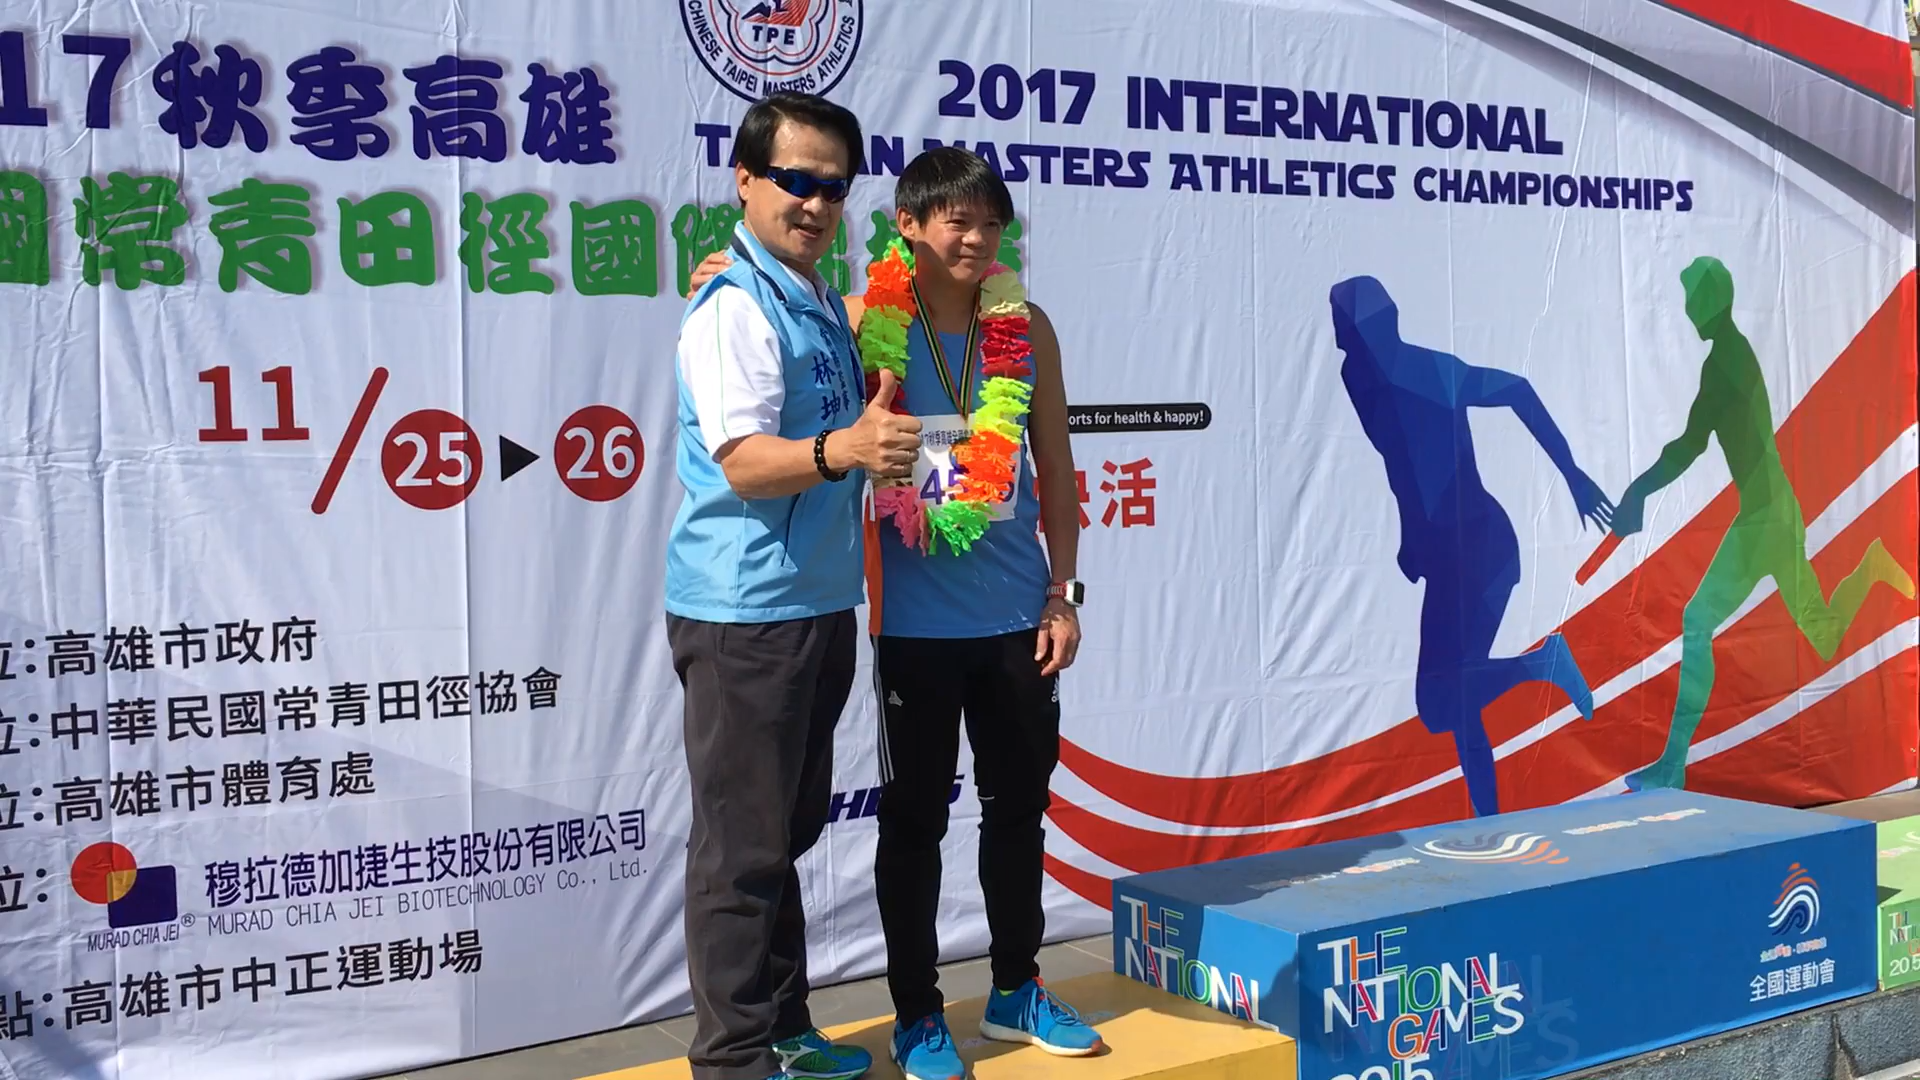 CHINESE TAIPEI MASTERS ATHLETICS
TPE
17秋季高雄
國常青田徑國際
2017 INTERNATIONAL
MASTERS ATHLETICS CHAMPIONSHIPS
11/25▶26
for health & happy!
活
林
坤
位:高雄市政府
位:中華民國常青田徑協會
位:高雄市體育處
位:
MURAD CHIA JEI®
穆拉德加捷生技股份有限公司
MURAD CHIA JEI BIOTECHNOLOGY Co., Ltd.
點:高雄市中正運動場
THE
NATIONAL
THE
NATIONAL
GAMES
2015
全國運動會